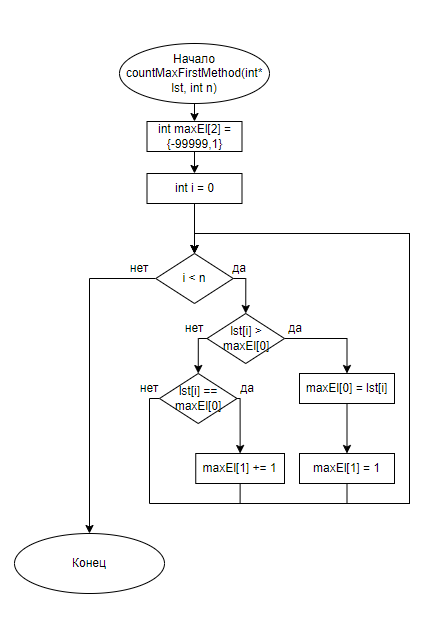 Начало
countMaxFirstMethod(int*
lst, int n)
int maxEl[2] =
{-99999,1}
int i = 0
нет
i < n
да
нет
lst[i] >
maxEl[0]
да
нет
lst[i] ==
maxEl[0]
да
maxEl[0] = lst[i]
maxEl[1] += 1
maxEl[1] = 1
Конец